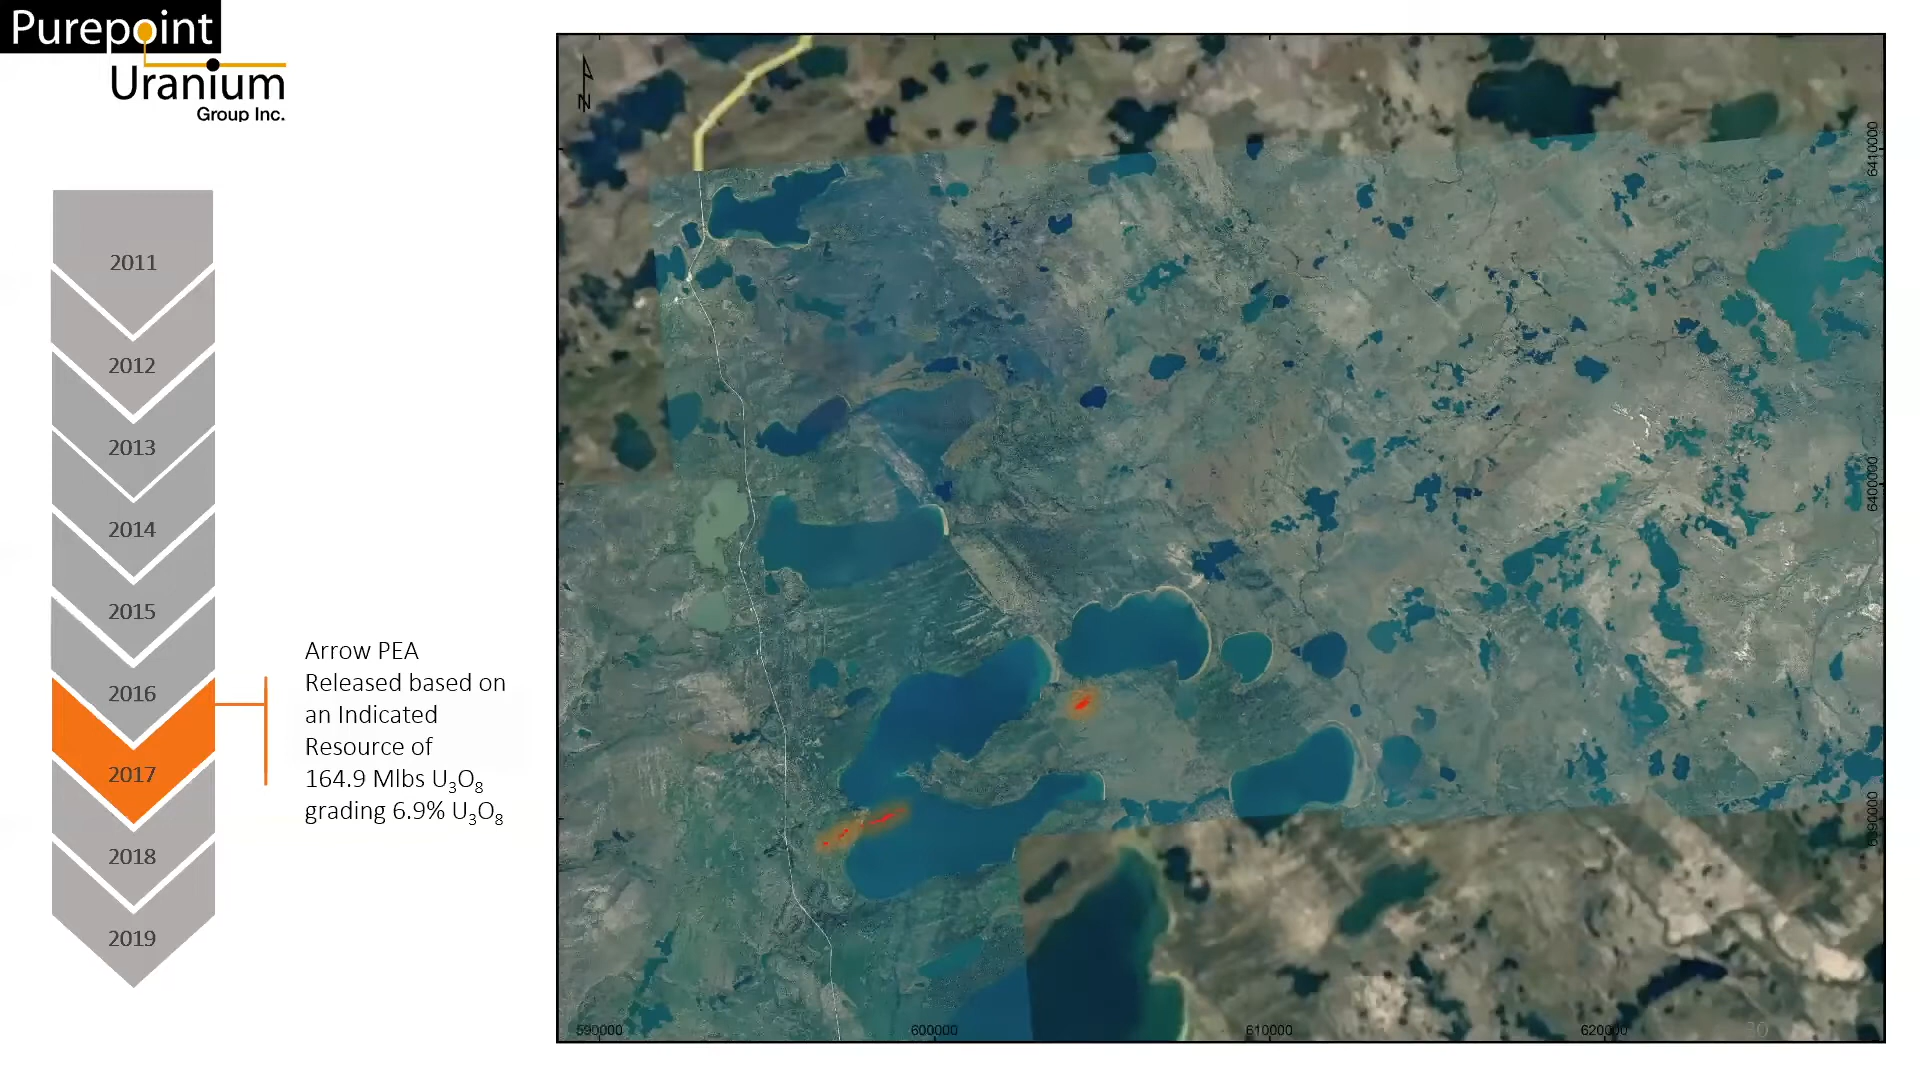 Purepoint
Uranium
Group Inc.
2011
2012
2013
2014
2015
2016
2017
2018
2019
Arrow PEA
Released based on
an Indicated
Resource of
164.9 Mlbs U₃O₈
grading 6.9% U₃O₈
N
6410000
6400000
6390000
590000
600000
610000
620000
30